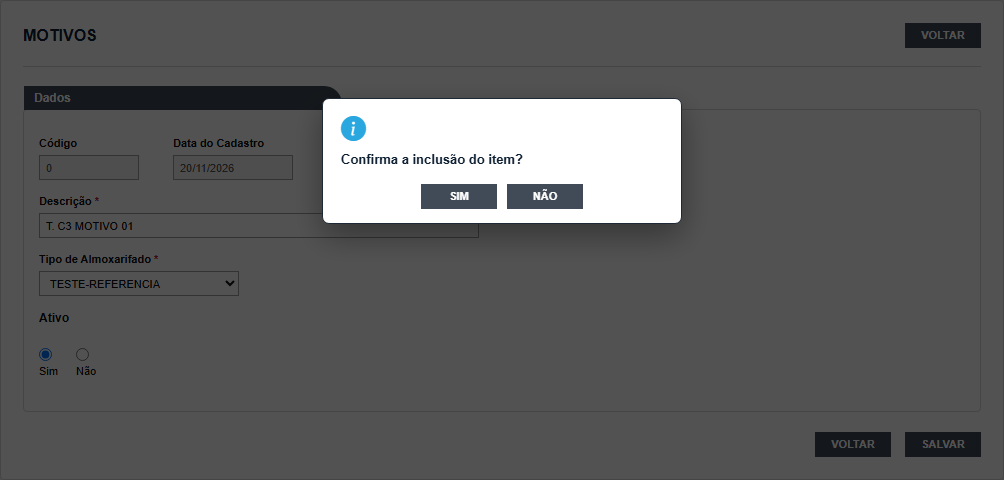 MOTIVOS
VOLTAR
Dados
Código
Data do Cadastro
0
20/11/2026
Descrição *
T. C3 MOTIVO 01
Tipo de Almoxarifado *
TESTE-REFERENCIA
Ativo
Sim
Não
i
Confirma a inclusão do item?
SIM
NÃO
VOLTAR
SALVAR